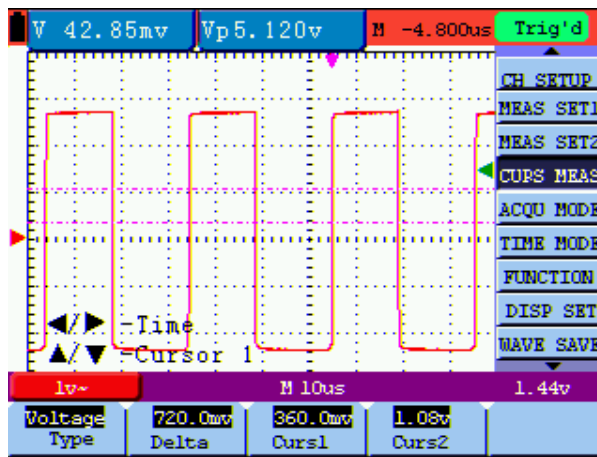 V 42.85mv Vp5.120v M -4.800us Trig'd
CH SETUP
MEAS SET1
MEAS SET2
CUPS MEAS
ACQU MODE
TIME MODE
FUNCTION
DISP SET
WAVE SAVE
◀/▶ -Time
▲/▼ -Cursor 1
1v~ M 10us 1.44v
Voltage 720.0mv 360.0mv 1.08v
Type Delta Curs1 Curs2